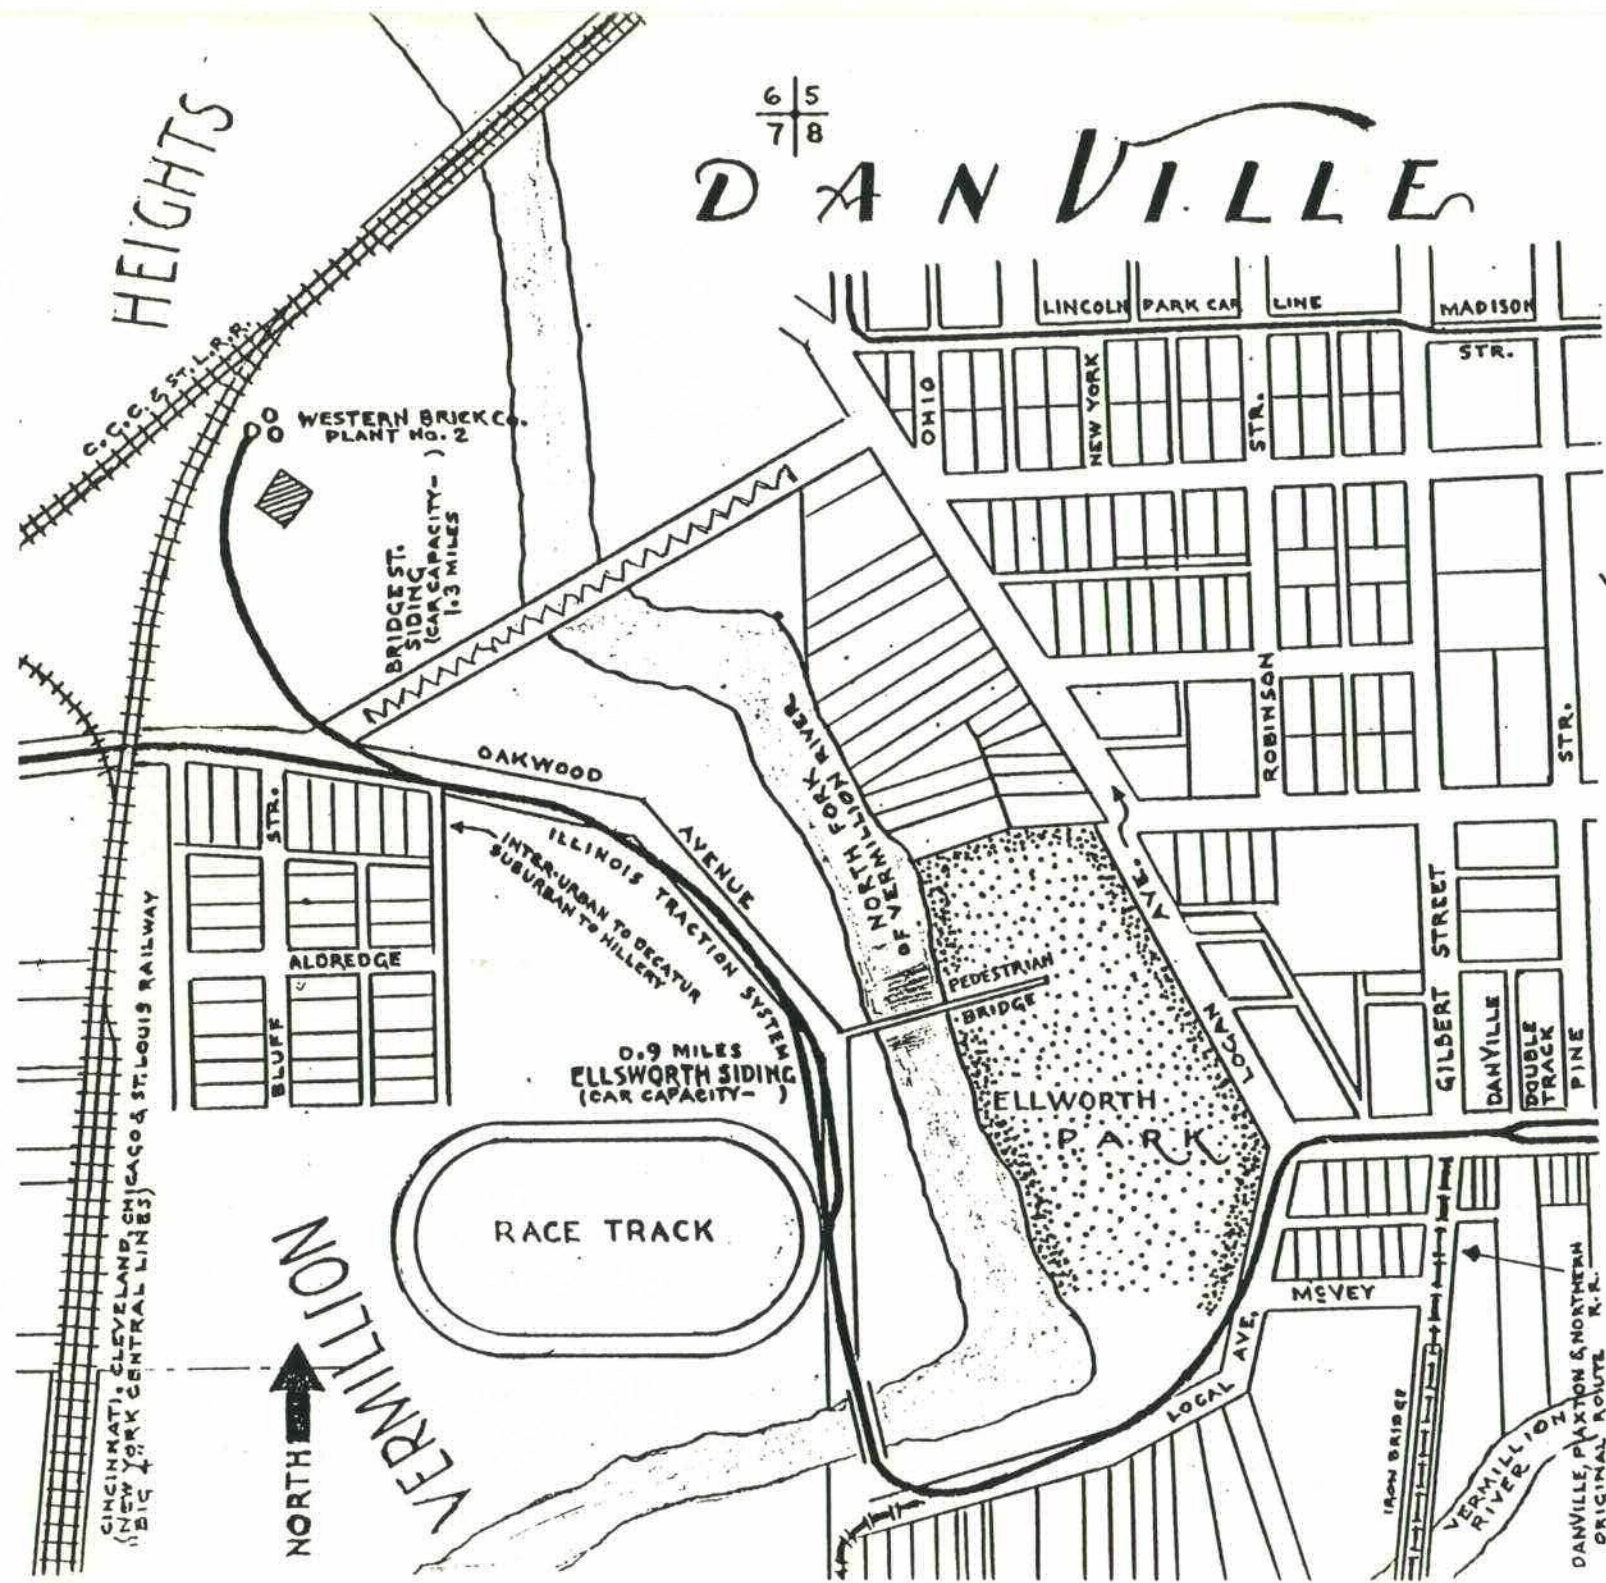 HEIGHTS
6 5
7 8
DANVILLE
LINCOLN PARK CAR LINE
MADISON
STR.
OHIO
NEW YORK
STR.
C.C.C. & ST. L. R.R.
WESTERN BRICK CO.
PLANT NO. 2
BRIDGE ST.
SIDING
(CAR CAPACITY- )
1.3 MILES
ROBINSON
STR.
OAKWOOD
AVENUE
NORTH FORK
OF VERMILLION RIVER
STR.
ILLINOIS TRACTION SYSTEM
INTER-URBAN TO DECATUR
SUBURBAN TO HILLERY
AVE.
ALDREDGE
BLUFF
PEDESTRIAN
BRIDGE
LOGAN
GILBERT STREET
DANVILLE
DOUBLE
TRACK
PINE
0.9 MILES
ELLSWORTH SIDING
(CAR CAPACITY- )
ELLWORTH
PARK
RACE TRACK
VERMILLION
NORTH
CINCINNATI, CLEVELAND, CHICAGO & ST. LOUIS RAILWAY
(NEW YORK CENTRAL LINES)
"BIG 4"
McVEY
AVE.
LOCAL
IRON BRIDGE
VERMILLION
RIVER
DANVILLE, PAXTON & NORTHERN
ORIGINAL ROUTE R.R.